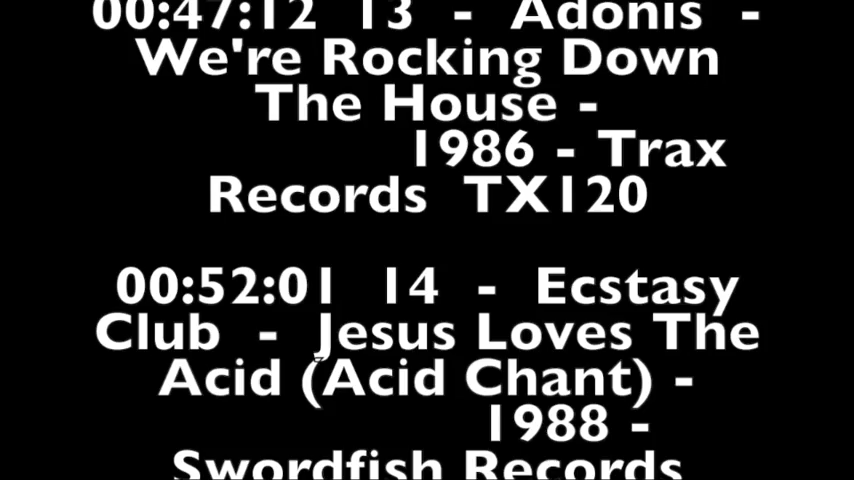 00:47:12 13 - Adonis -
We're Rocking Down
The House -
1986 - Trax
Records TX120
00:52:01 14 - Ecstasy
Club - Jesus Loves The
Acid (Acid Chant) -
1988 -
Swordfish Records